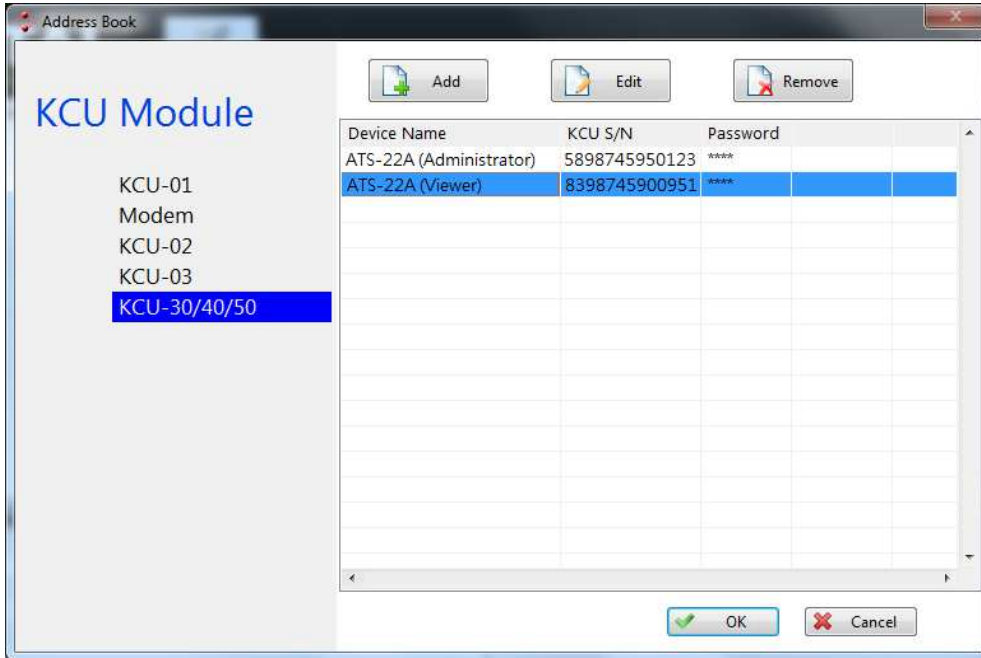 Address Book
KCU Module
KCU-01
Modem
KCU-02
KCU-03
KCU-30/40/50
Add Edit Remove
Device Name KCU S/N Password
ATS-22A (Administrator) 5898745950123 ****
ATS-22A (Viewer) 8398745900951 ****
OK Cancel